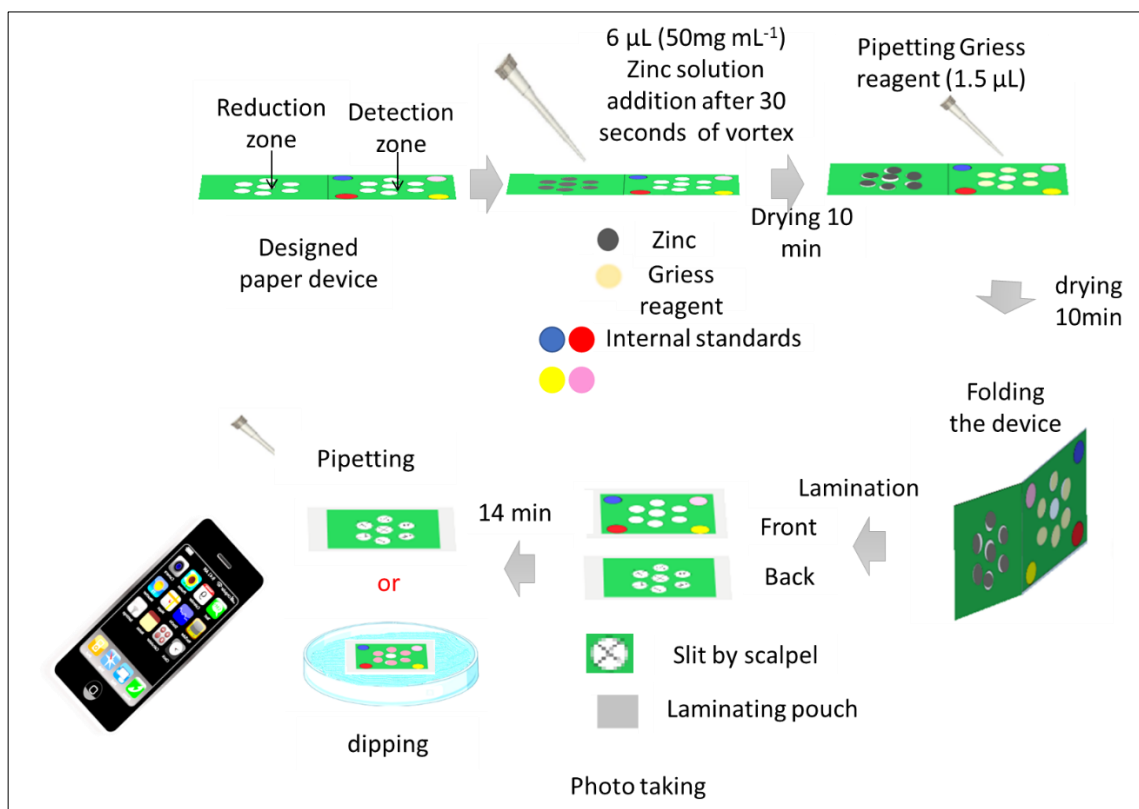 Reduction
zone
Detection
zone
6 µL (50mg mL⁻¹)
Zinc solution
addition after 30
seconds of vortex
Pipetting Griess
reagent (1.5 µL)
Designed
paper device
Zinc
Griess
reagent
Internal standards
Drying 10
min
drying
10min
Folding
the device
Lamination
Front
Back
14 min
Pipetting
or
dipping
Slit by scalpel
Laminating pouch
Photo taking